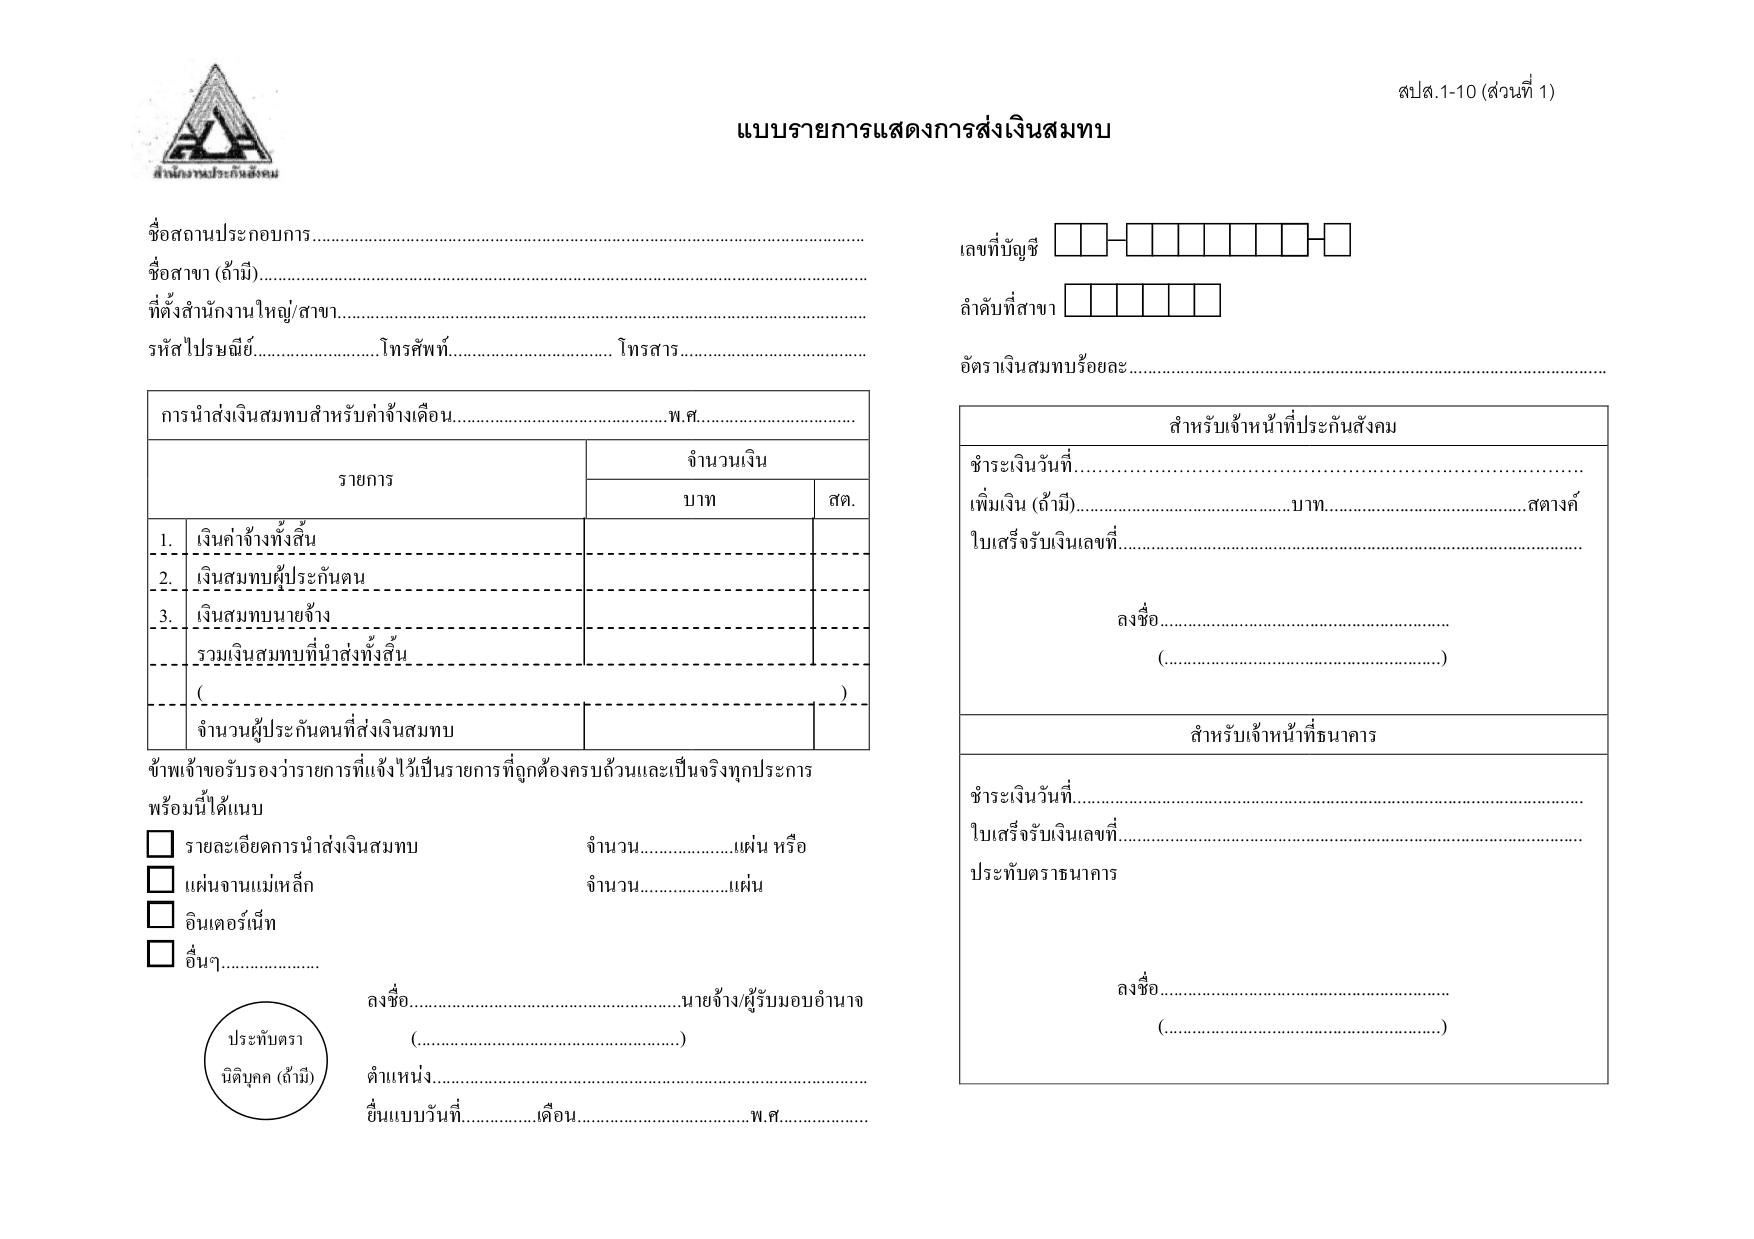 สปส.1-10 (ส่วนที่ 1)
แบบรายการแสดงการส่งเงินสมทบ
สำนักงานประกันสังคม
ชื่อสถานประกอบการ......................................................................................................................
ชื่อสาขา (ถ้ามี)..................................................................................................................................
ที่ตั้งสำนักงานใหญ่/สาขา.................................................................................................................
รหัสไปรษณีย์...........................โทรศัพท์................................... โทรสาร........................................
เลขที่บัญชี
ลำดับที่สาขา
อัตราเงินสมทบร้อยละ......................................................................................................
การนำส่งเงินสมทบสำหรับค่าจ้างเดือน..............................................พ.ศ..................................
รายการ
จำนวนเงิน
บาท
สต.
1. เงินค่าจ้างทั้งสิ้น
2. เงินสมทบผู้ประกันตน
3. เงินสมทบนายจ้าง
รวมเงินสมทบที่นำส่งทั้งสิ้น
( )
จำนวนผู้ประกันตนที่ส่งเงินสมทบ
ข้าพเจ้าขอรับรองว่ารายการที่แจ้งไว้เป็นรายการที่ถูกต้องครบถ้วนและเป็นจริงทุกประการ
พร้อมนี้ได้แนบ
รายละเอียดการนำส่งเงินสมทบ จำนวน....................แผ่น หรือ
แผ่นจานแม่เหล็ก จำนวน...................แผ่น
อินเตอร์เน็ท
อื่นๆ.....................
ประทับตรา
นิติบุคค (ถ้ามี)
ลงชื่อ..........................................................นายจ้าง/ผู้รับมอบอำนาจ
(........................................................)
ตำแหน่ง.............................................................................................
ยื่นแบบวันที่................เดือน.....................................พ.ศ...................
สำหรับเจ้าหน้าที่ประกันสังคม
ชำระเงินวันที่……………………………………………………………………….
เพิ่มเงิน (ถ้ามี)..............................................บาท...........................................สตางค์
ใบเสร็จรับเงินเลขที่...................................................................................................
ลงชื่อ..............................................................
(...........................................................)
สำหรับเจ้าหน้าที่ธนาคาร
ชำระเงินวันที่.............................................................................................................
ใบเสร็จรับเงินเลขที่...................................................................................................
ประทับตราธนาคาร
ลงชื่อ..............................................................
(...........................................................)